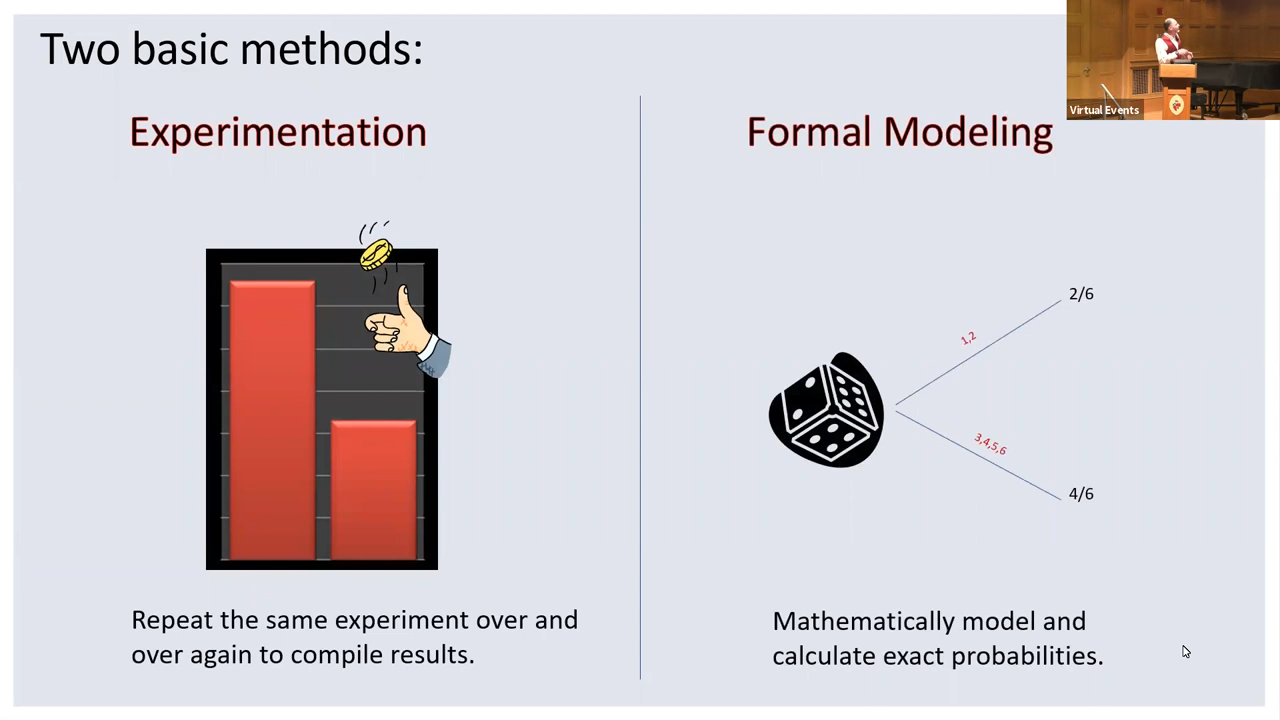 Two basic methods:
Virtual Events
Experimentation
Formal Modeling
2/6
1,2
3,4,5,6
4/6
Repeat the same experiment over and
over again to compile results.
Mathematically model and
calculate exact probabilities.